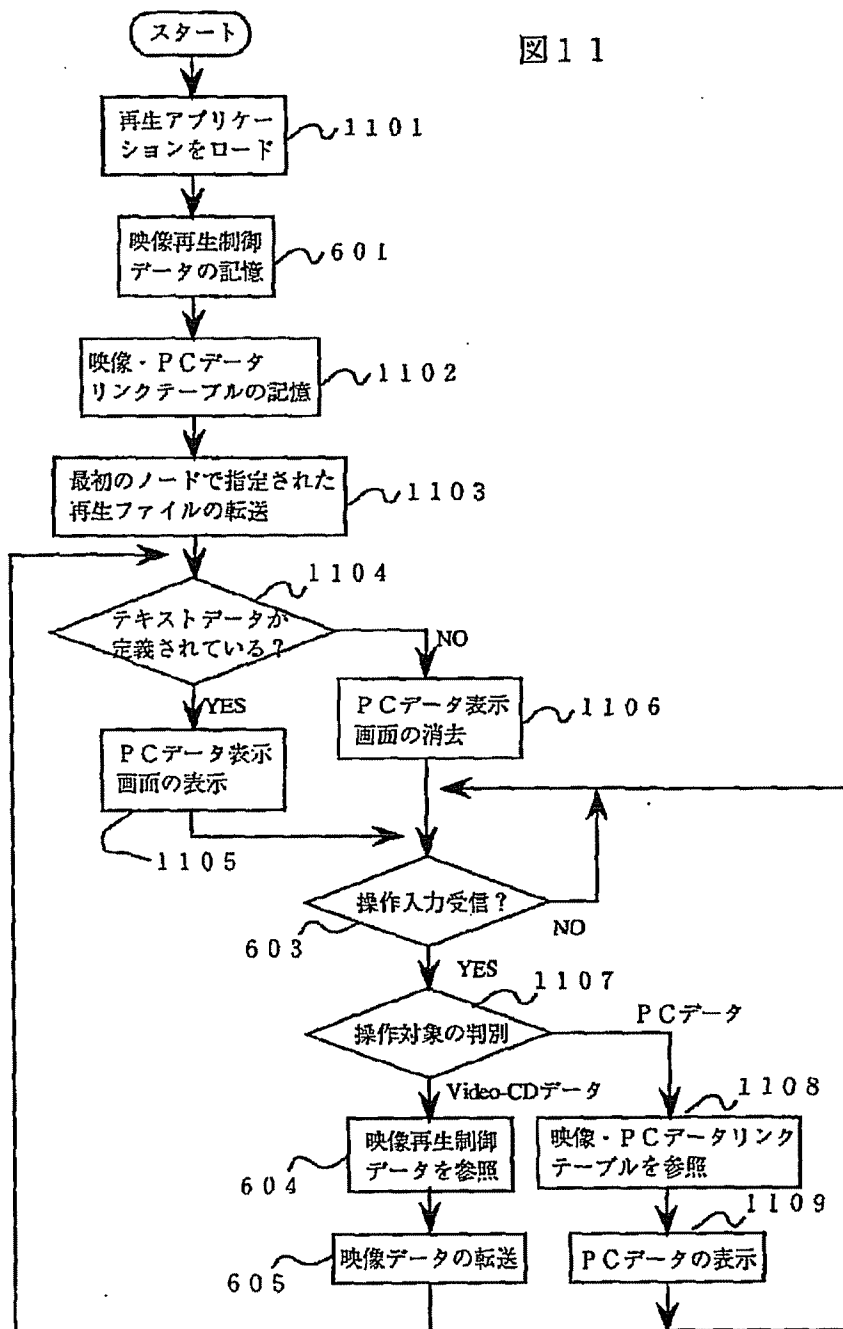 図11
スタート
再生アプリケー
ションをロード
1101
映像再生制御
データの記憶
601
映像・PCデータ
リンクテーブルの記憶
1102
最初のノードで指定された
再生ファイルの転送
1103
1104
テキストデータが
定義されている?
NO
YES
PCデータ表示
画面の消去
1106
PCデータ表示
画面の表示
1105
操作入力受信?
603
NO
YES
1107
操作対象の判別
PCデータ
Video-CDデータ
1108
映像再生制御
データを参照
604
映像・PCデータリンク
テーブルを参照
1109
映像データの転送
605
PCデータの表示